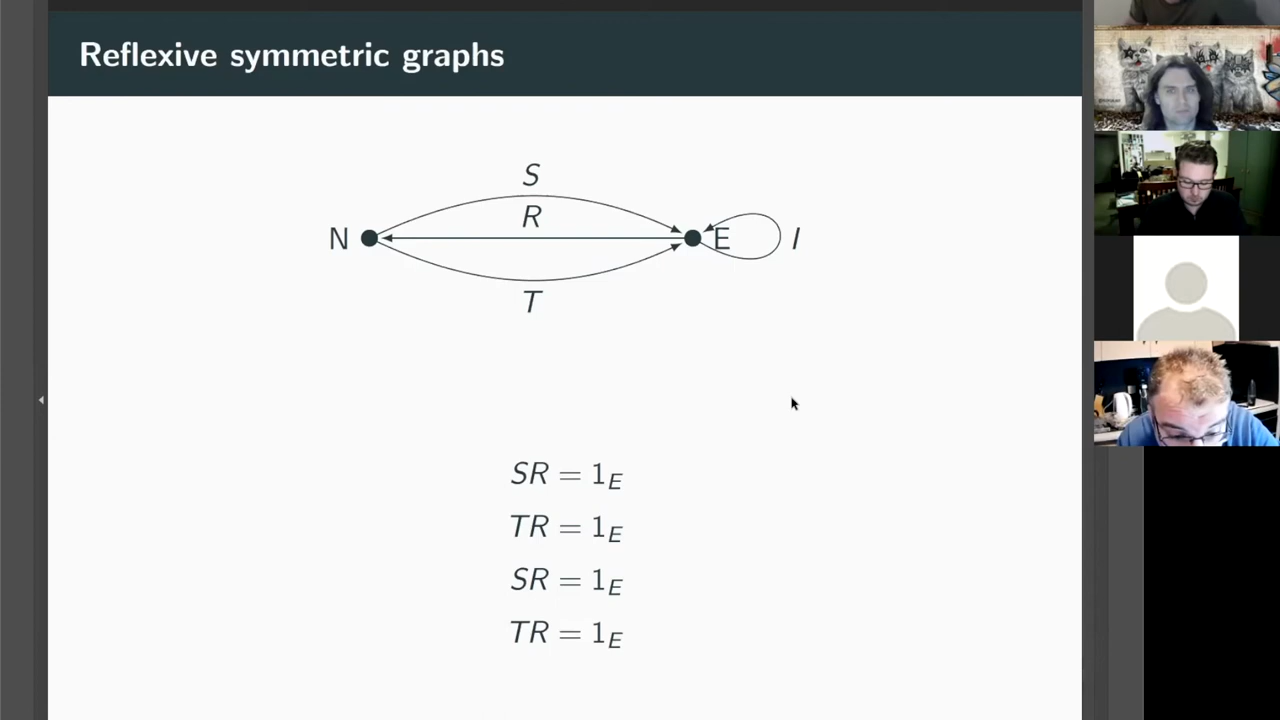 Reflexive symmetric graphs
S
R
N
E
I
T
SR = 1_E
TR = 1_E
SR = 1_E
TR = 1_E